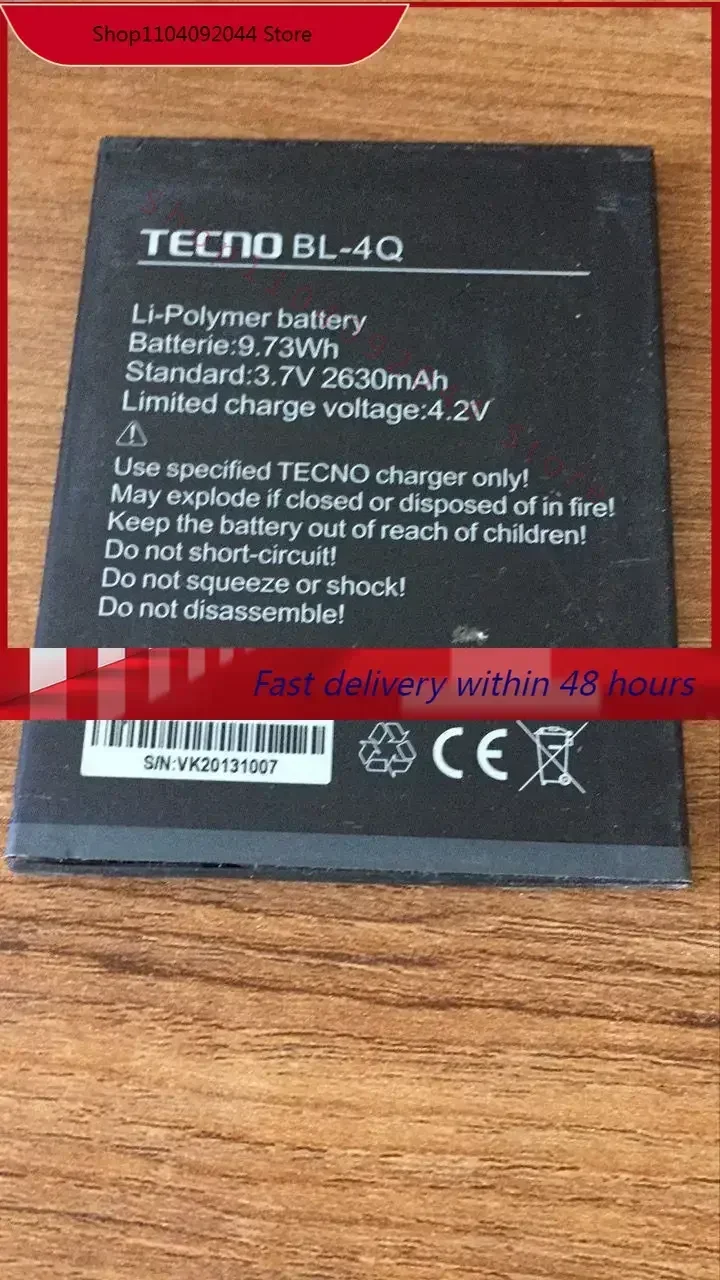 Shop1104092044 Store
TECNO BL-4Q
Li-Polymer battery
Batterie:9.73Wh
Standard:3.7V 2630mAh
Limited charge voltage:4.2V
Use specified TECNO charger only!
May explode if closed or disposed of in fire!
Keep the battery out of reach of children!
Do not short-circuit!
Do not squeeze or shock!
Do not disassemble!
Fast delivery within 48 hours
S/N:VK20131007
CE